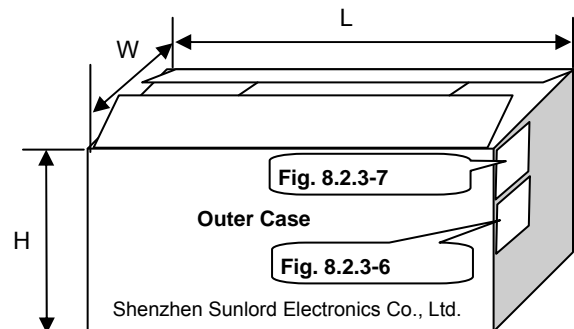 L
W
Fig. 8.2.3-7
Outer Case
H
Fig. 8.2.3-6
Shenzhen Sunlord Electronics Co., Ltd.